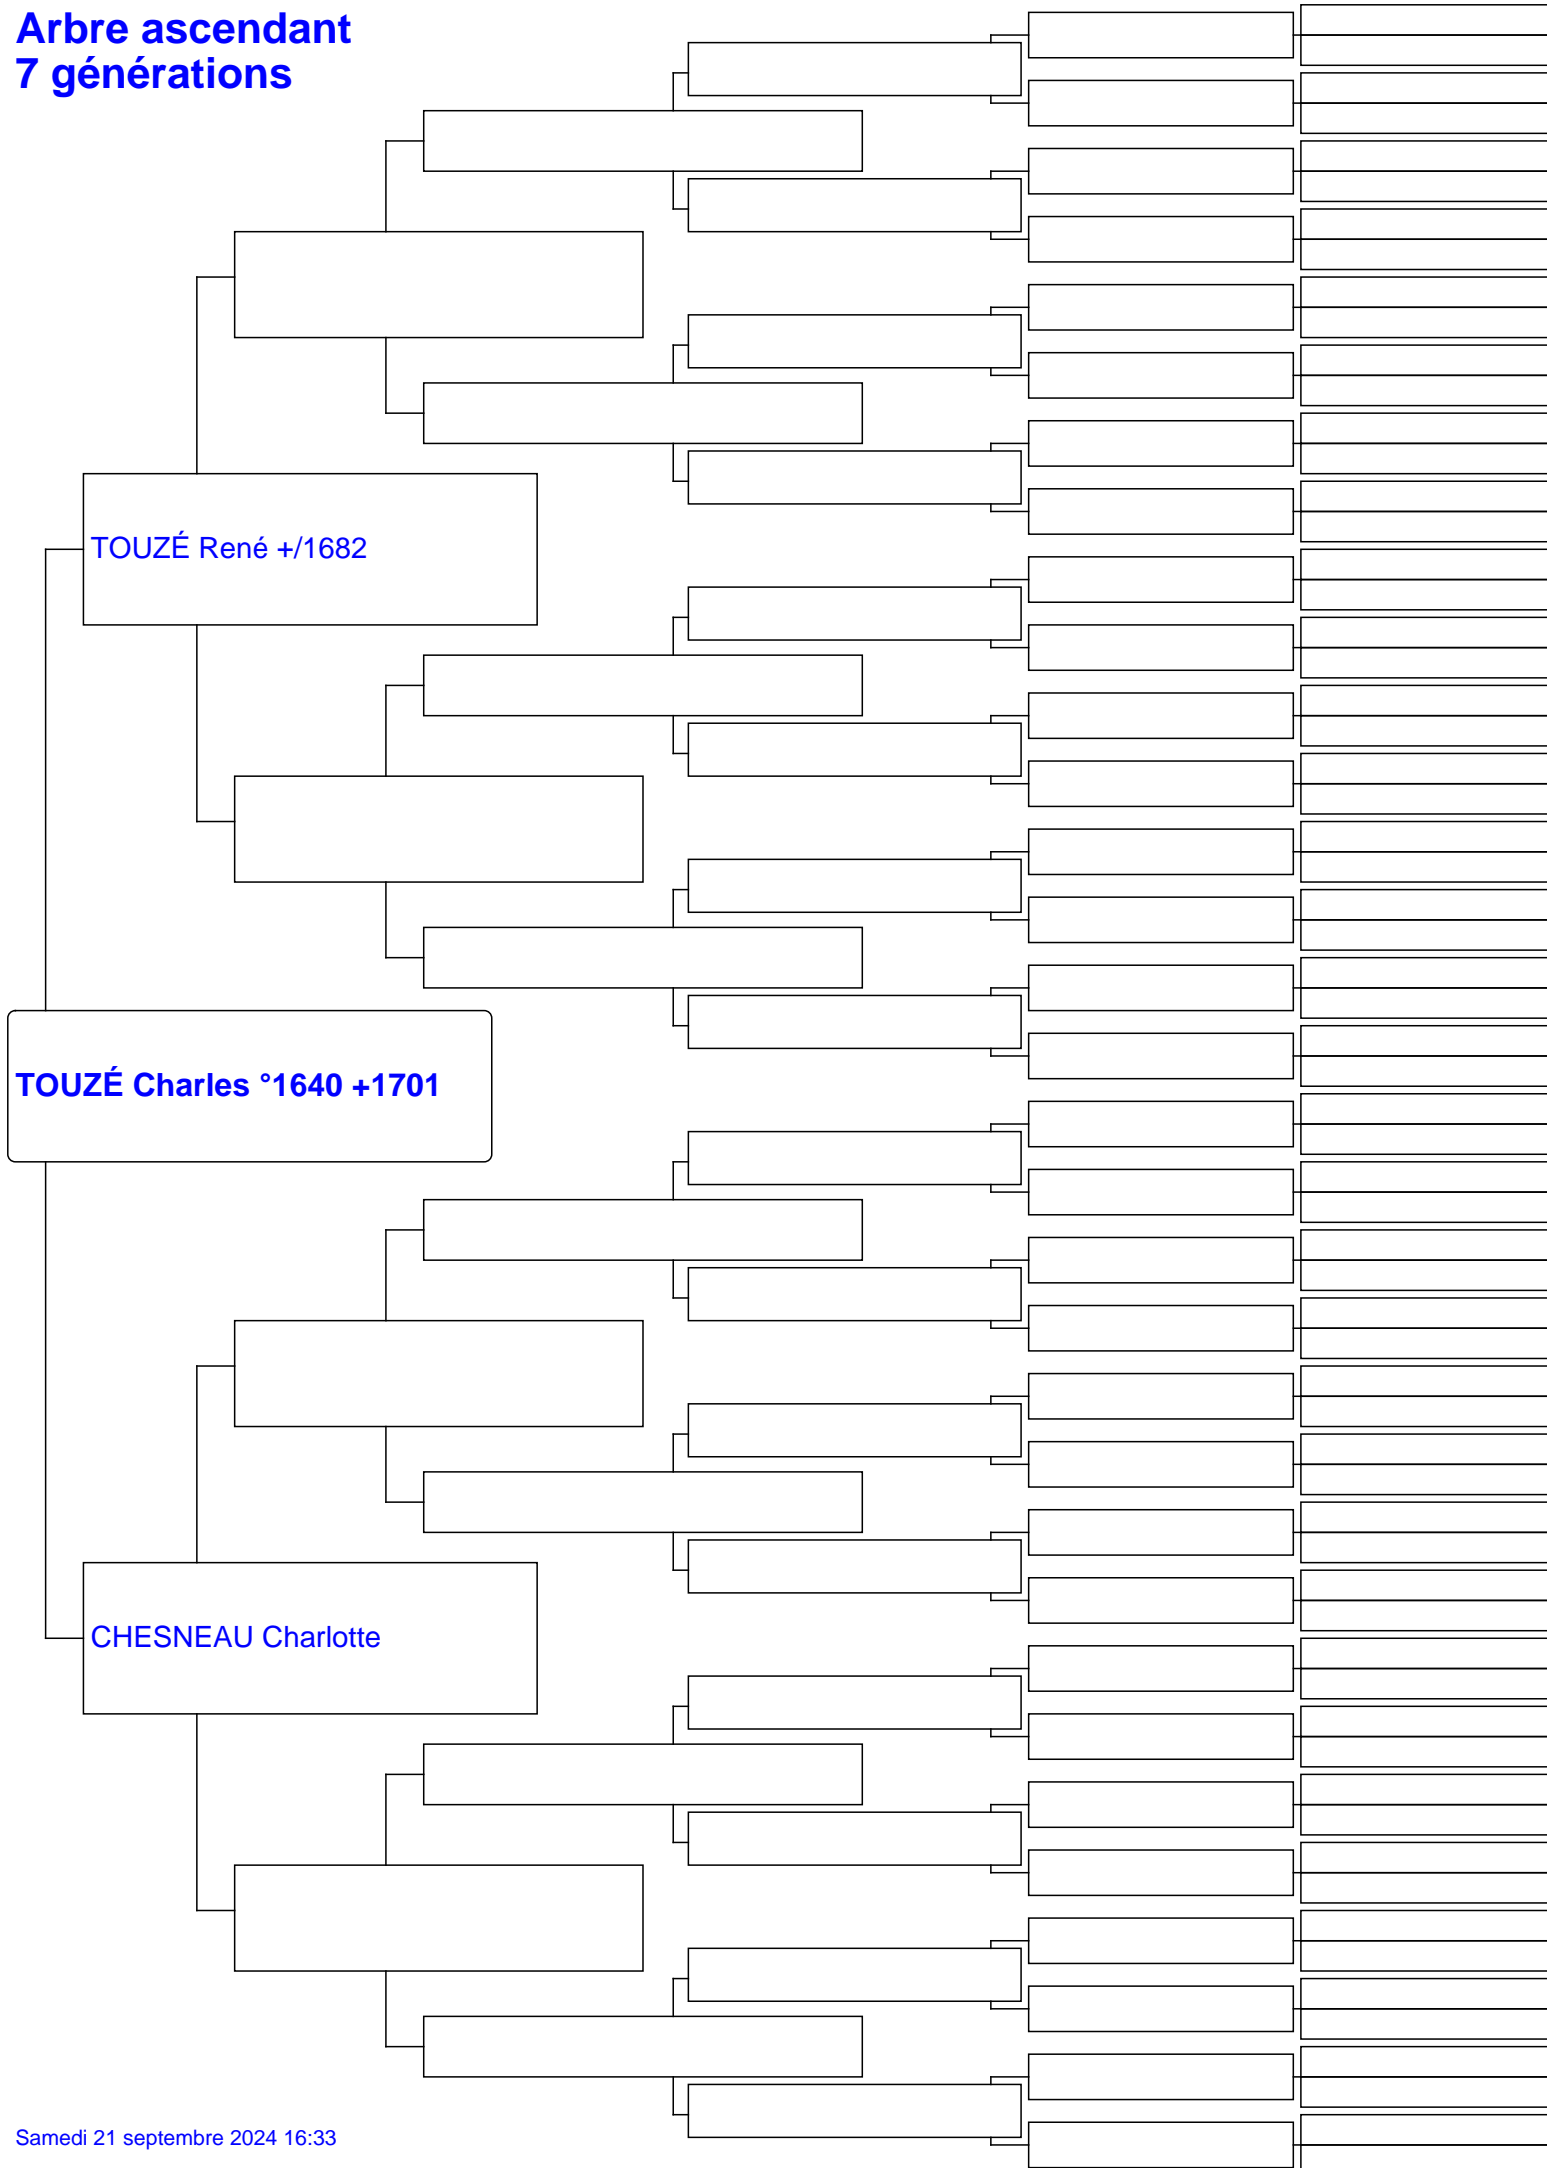 Arbre ascendant
7 générations
TOUZÉ René +/1682
TOUZÉ Charles °1640 +1701
CHESNEAU Charlotte
Samedi 21 septembre 2024 16:33